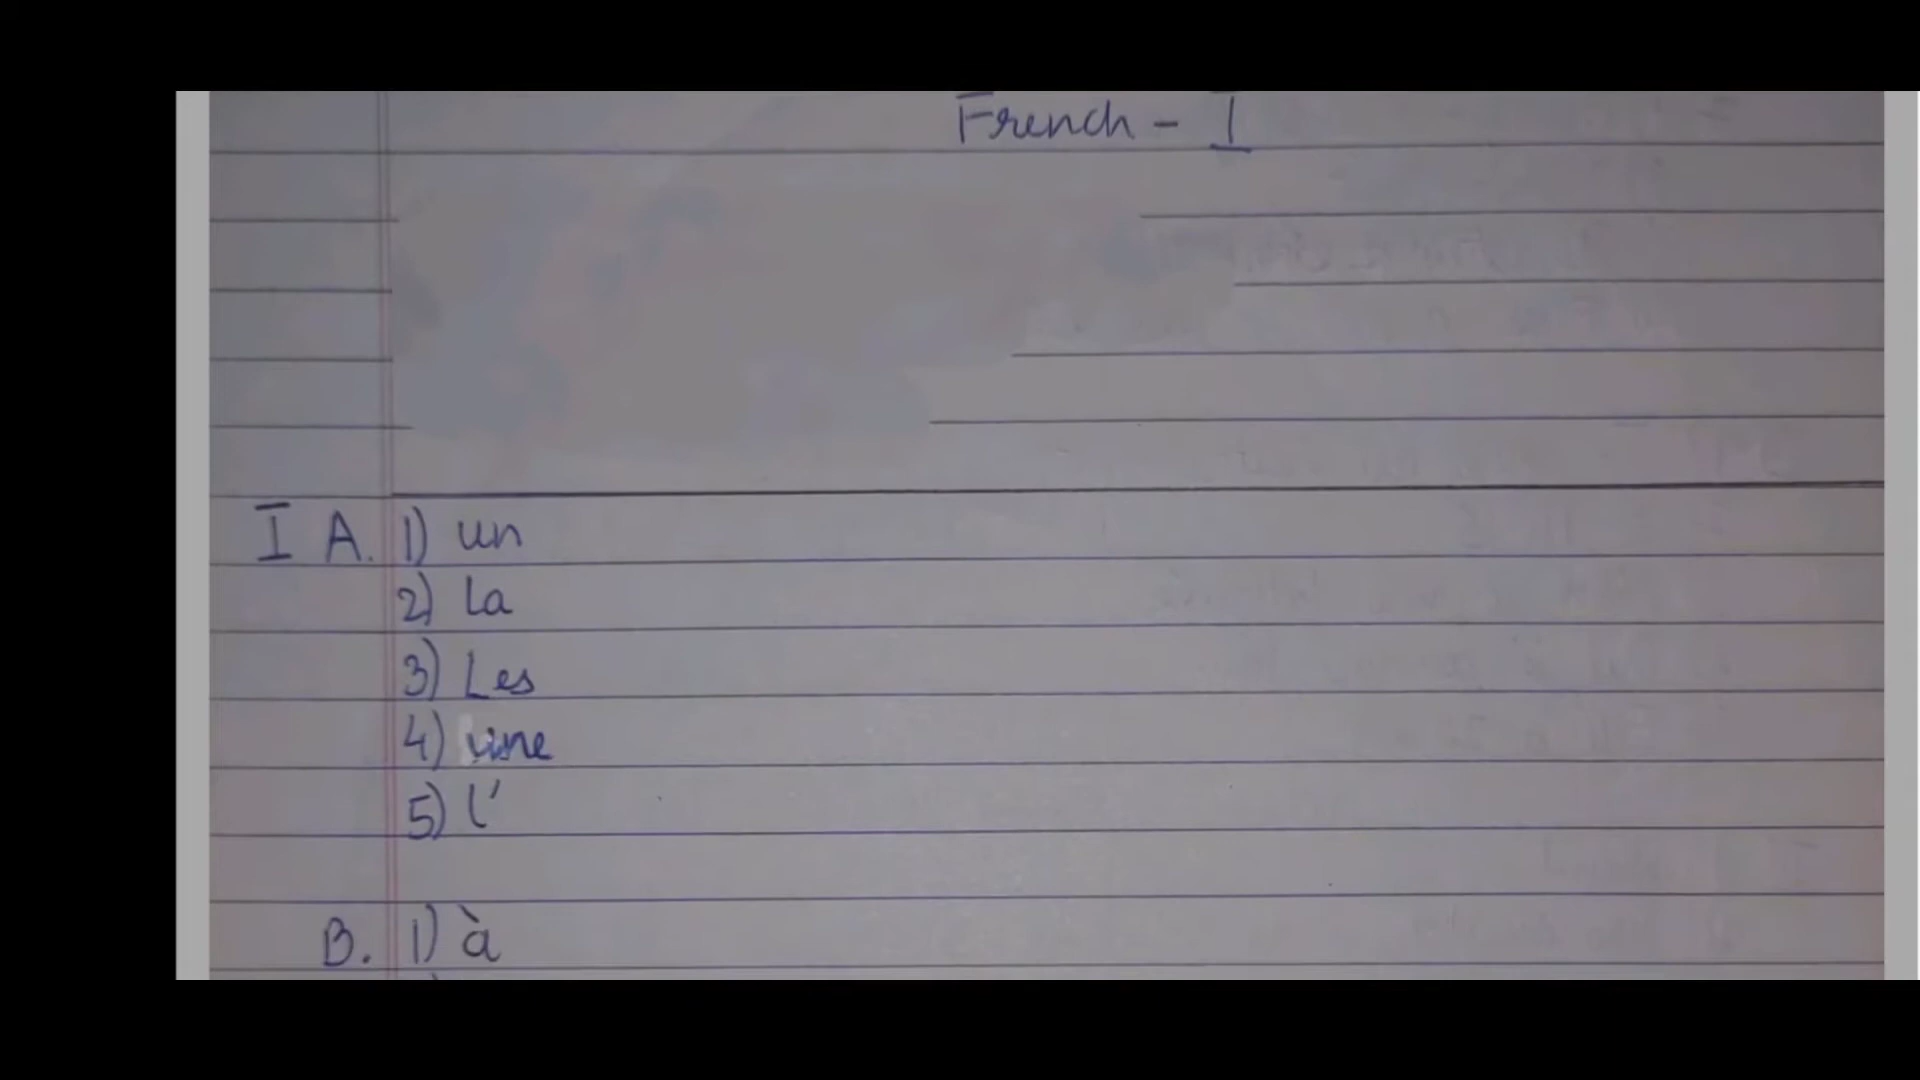 French - I
I A. 1) un
2) La
3) Les
4) une
5) l'
B. 1) à